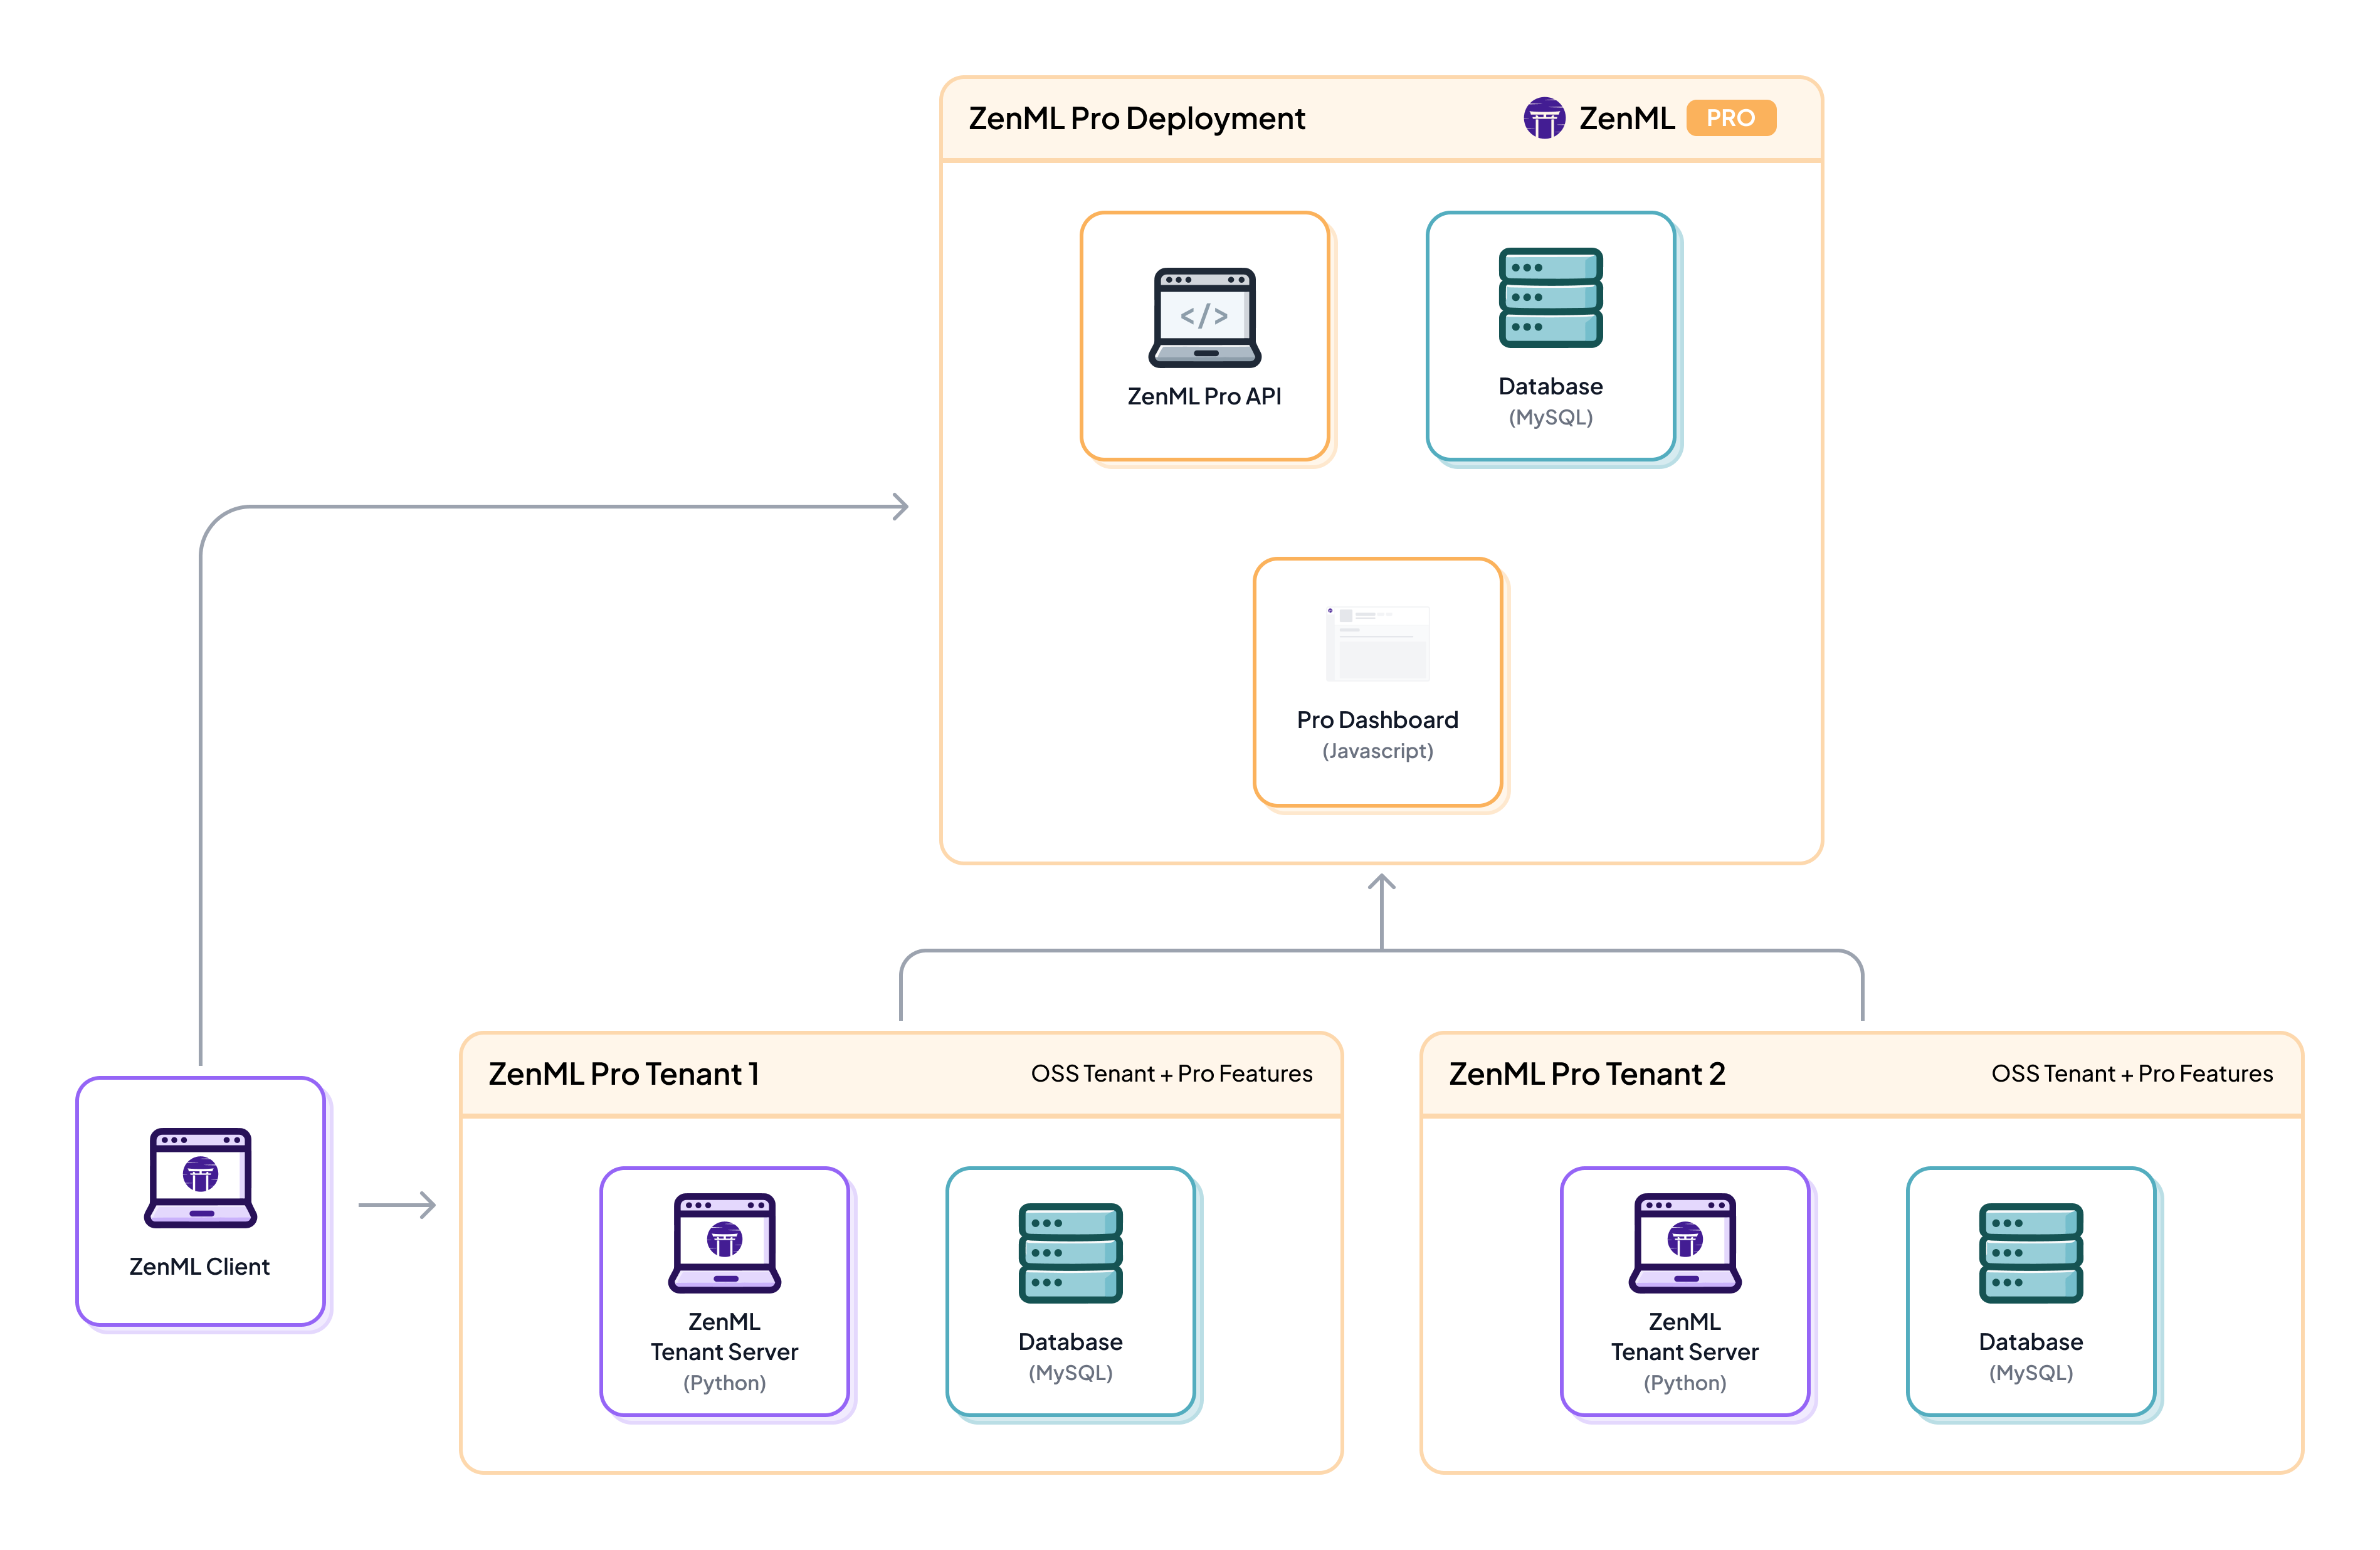 ZenML Pro Deployment
ZenML PRO
</>
ZenML Pro API
Database
(MySQL)
Pro Dashboard
(Javascript)
ZenML Client
ZenML Pro Tenant 1
OSS Tenant + Pro Features
ZenML
Tenant Server
(Python)
Database
(MySQL)
ZenML Pro Tenant 2
OSS Tenant + Pro Features
ZenML
Tenant Server
(Python)
Database
(MySQL)